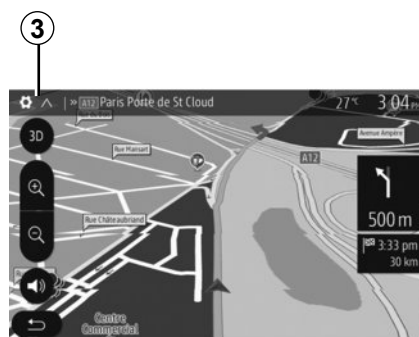 3
» A12 Paris Porte de St Cloud 27 °C 3 04
3D
Rue Mansart
Avenue Ampère
A12
Rue Châteaubriand
500 m
3:33 pm
30 km
Centre
Commercial